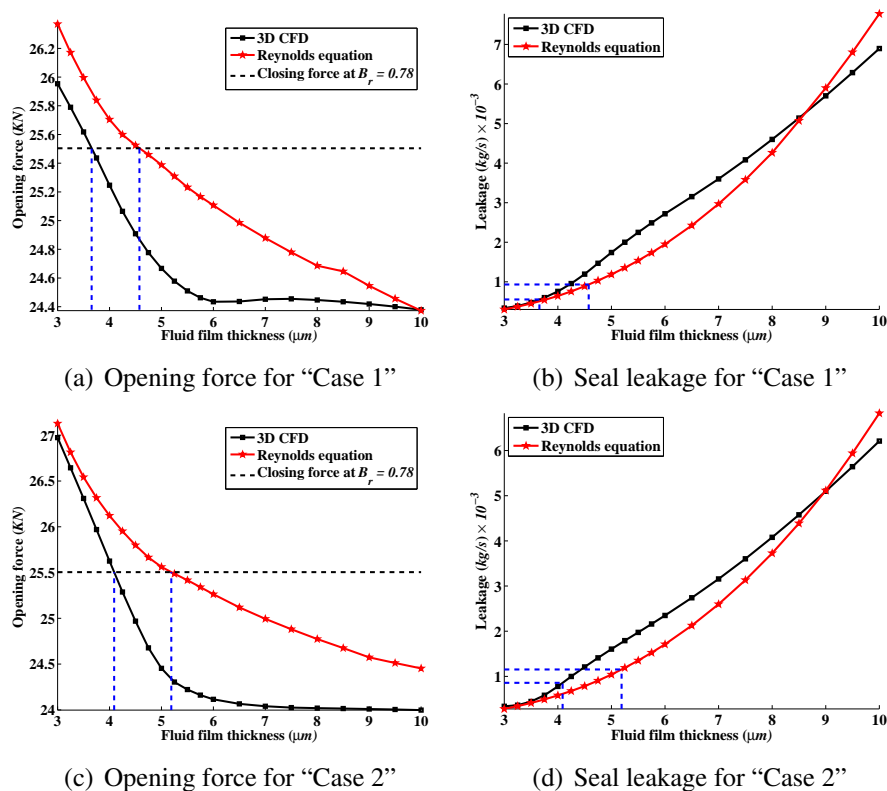 3D CFD
Reynolds equation
Closing force at B_r = 0.78
Opening force (KN)
26.2
26
25.8
25.6
25.4
25.2
25
24.8
24.6
24.4
3 4 5 6 7 8 9 10
Fluid film thickness (μm)
(a) Opening force for “Case 1”
3D CFD
Reynolds equation
Leakage (kg/s) × 10⁻³
7
6
5
4
3
2
1
3 4 5 6 7 8 9 10
Fluid film thickness (μm)
(b) Seal leakage for “Case 1”
3D CFD
Reynolds equation
Closing force at B_r = 0.78
Opening force (KN)
27
26.5
26
25.5
25
24.5
24
3 4 5 6 7 8 9 10
Fluid film thickness (μm)
(c) Opening force for “Case 2”
3D CFD
Reynolds equation
Leakage (kg/s) × 10⁻³
6
5
4
3
2
1
3 4 5 6 7 8 9 10
Fluid film thickness (μm)
(d) Seal leakage for “Case 2”